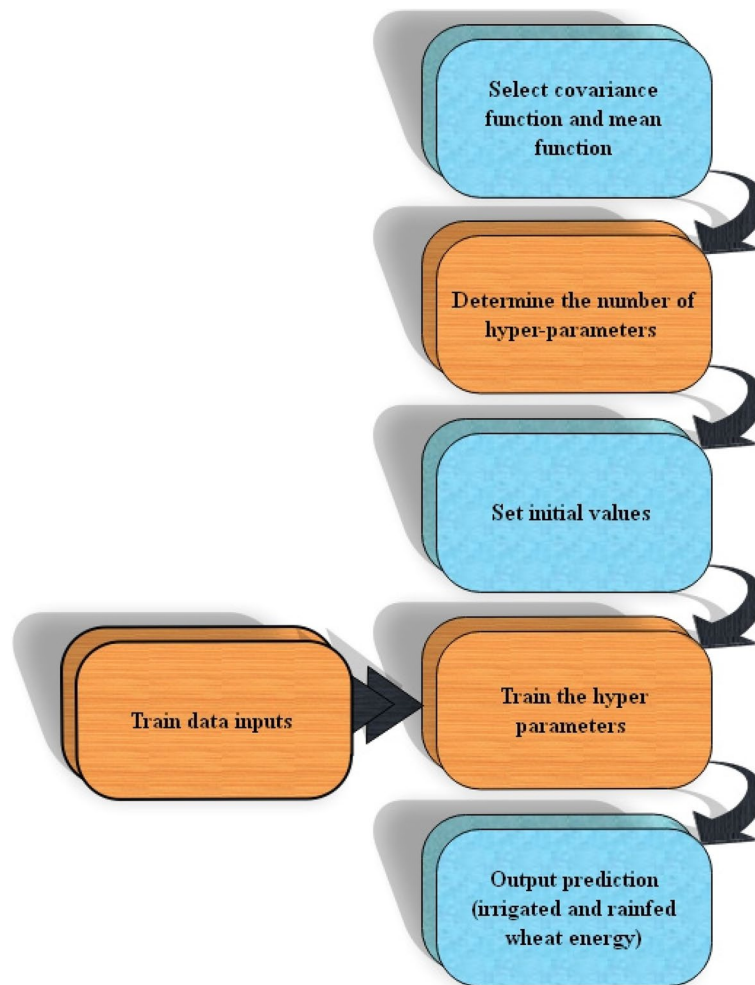 Select covariance
function and mean
function
Determine the number of
hyper-parameters
Set initial values
Train data inputs
Train the hyper
parameters
Output prediction
(irrigated and rainfed
wheat energy)